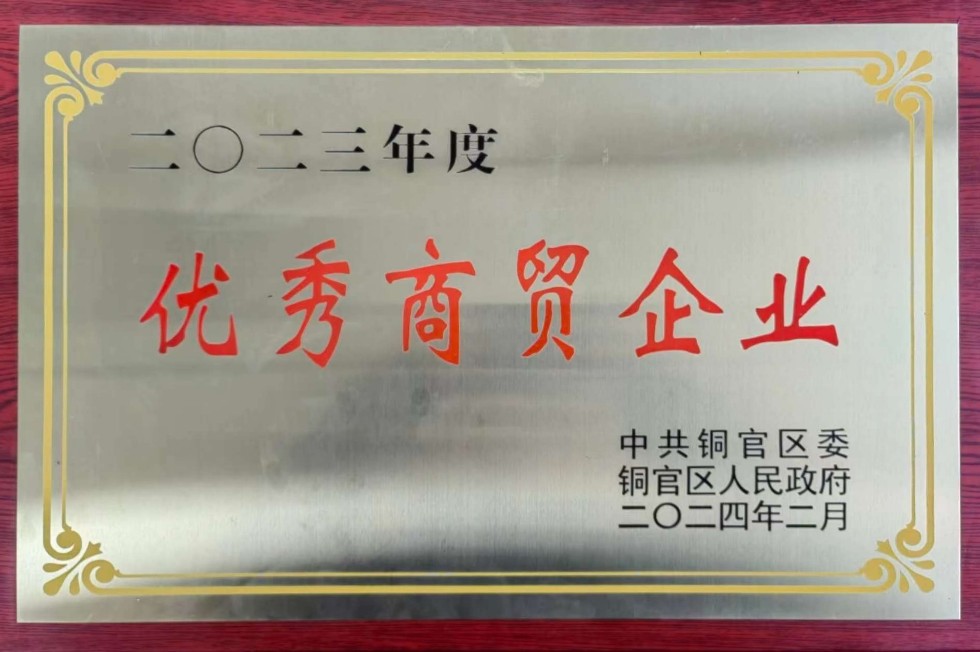 二〇二三年度
优秀商贸企业
中共铜官区委
铜官区人民政府
二〇二四年二月